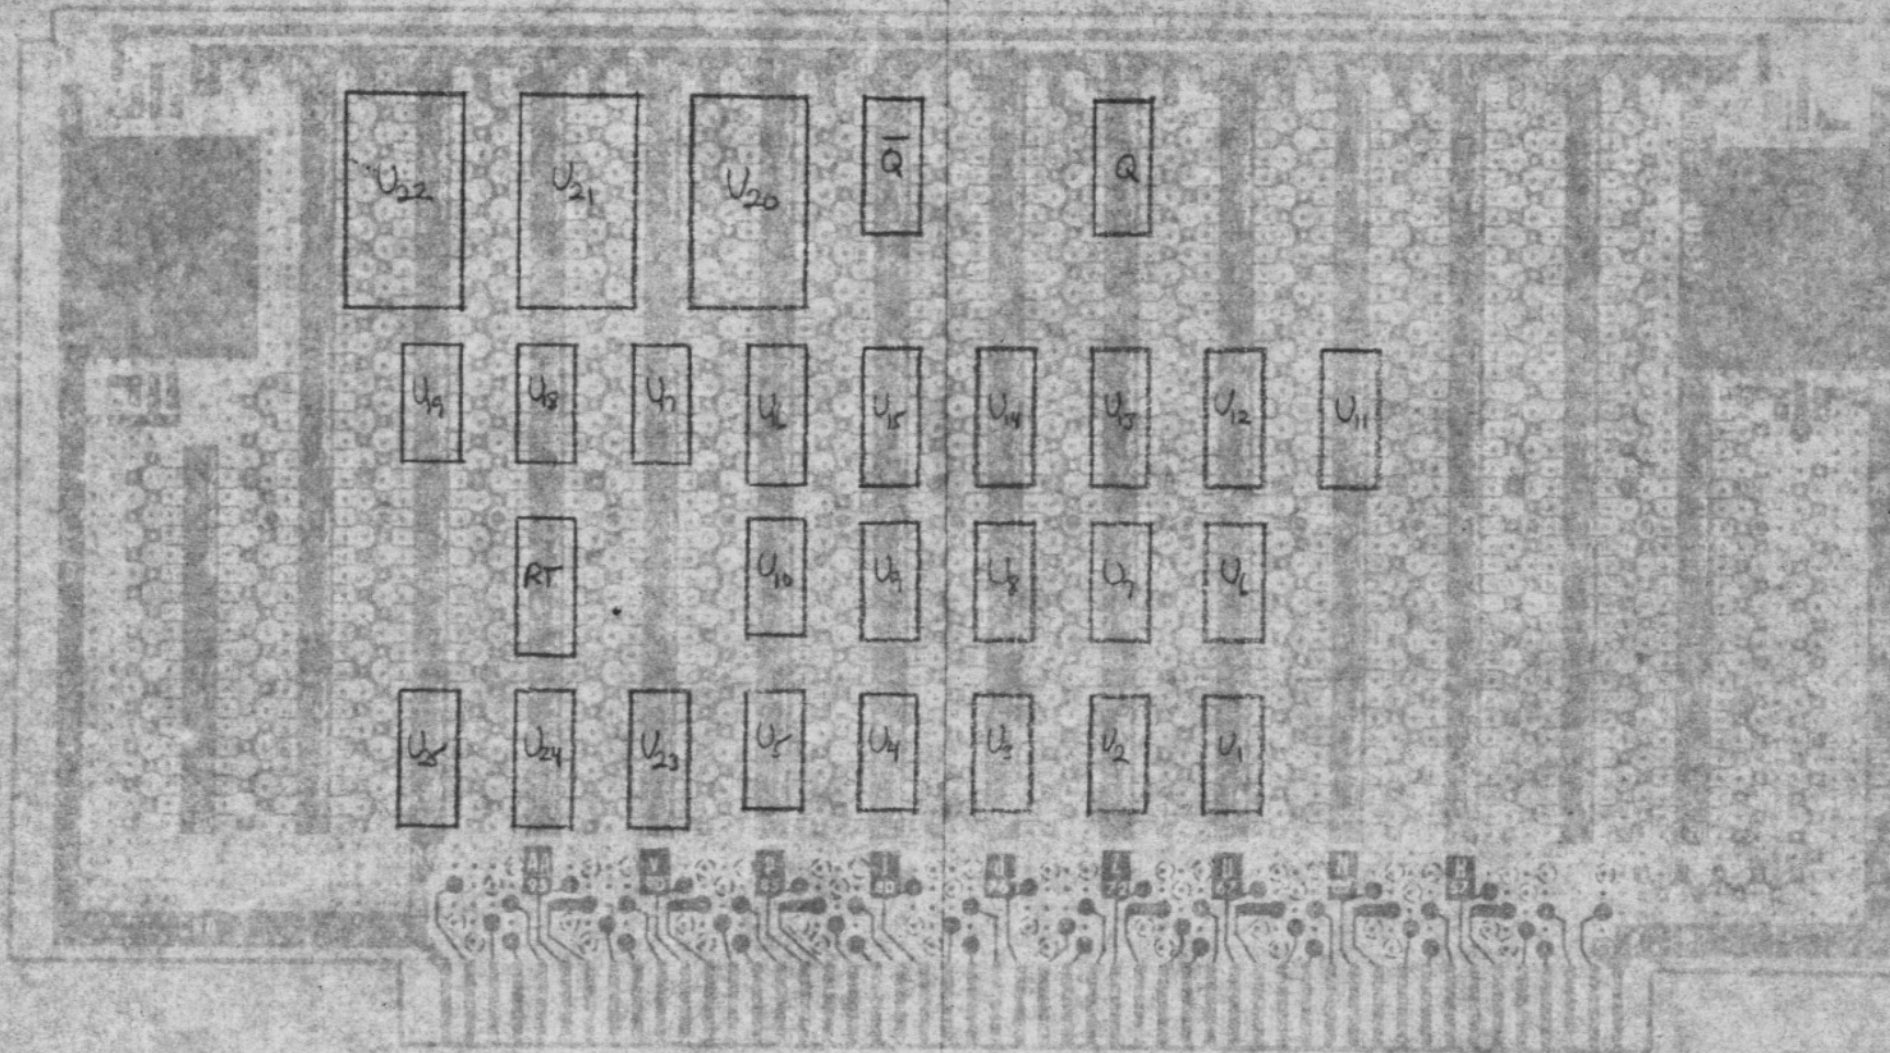 U22 U21 U20 Q̅ Q
U19 U18 U17 U16 U15 U14 U13 U12 U11
RT U10 U9 U8 U7 U6
U25 U24 U23 U5 U4 U3 U2 U1